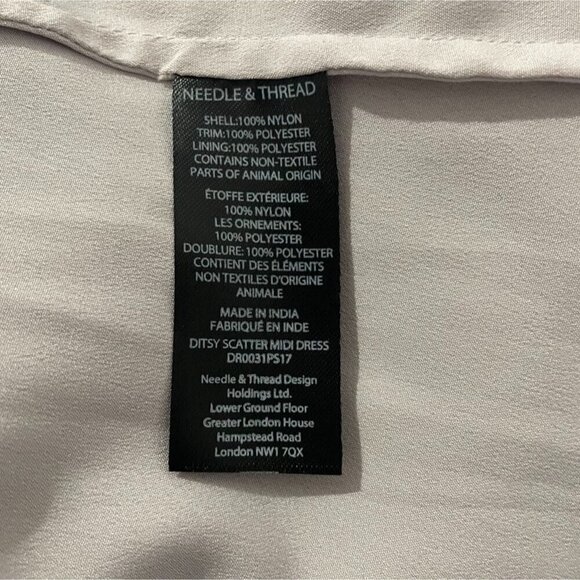 NEEDLE & THREAD
SHELL:100% NYLON
TRIM:100% POLYESTER
LINING:100% POLYESTER
CONTAINS NON-TEXTILE
PARTS OF ANIMAL ORIGIN
ÉTOFFE EXTÉRIEURE:
100% NYLON
LES ORNEMENTS:
100% POLYESTER
DOUBLURE: 100% POLYESTER
CONTIENT DES ÉLÉMENTS
NON TEXTILES D'ORIGINE
ANIMALE
MADE IN INDIA
FABRIQUÉ EN INDE
DITSY SCATTER MIDI DRESS
DR0031PS17
Needle & Thread Design
Holdings Ltd.
Lower Ground Floor
Greater London House
Hampstead Road
London NW1 7QX